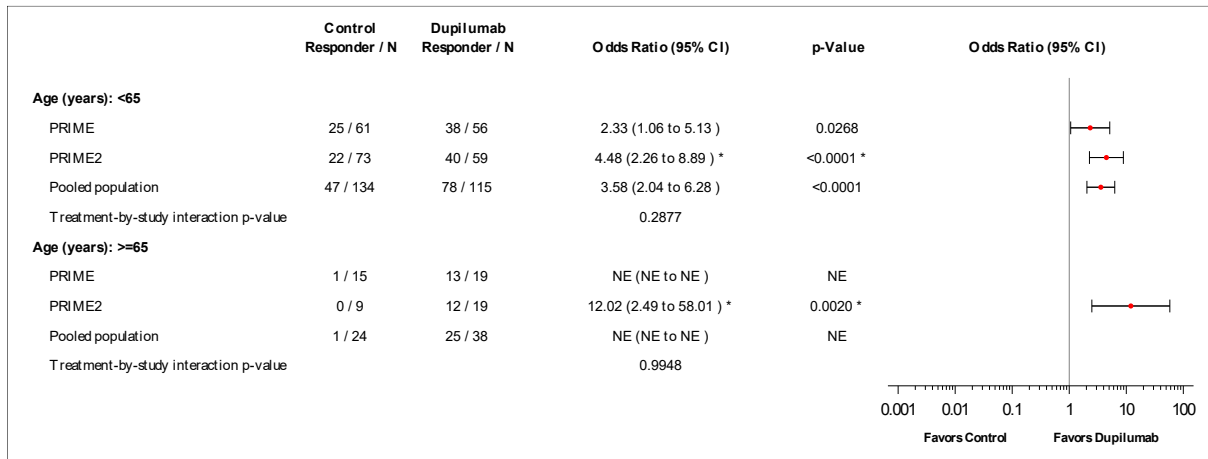 Control Dupilumab
Responder / N Responder / N Odds Ratio (95% CI) p-Value Odds Ratio (95% CI)
Age (years): <65
PRIME 25 / 61 38 / 56 2.33 (1.06 to 5.13 ) 0.0268
PRIME2 22 / 73 40 / 59 4.48 (2.26 to 8.89 ) * <0.0001 *
Pooled population 47 / 134 78 / 115 3.58 (2.04 to 6.28 ) <0.0001
Treatment-by-study interaction p-value 0.2877
Age (years): >=65
PRIME 1 / 15 13 / 19 NE (NE to NE ) NE
PRIME2 0 / 9 12 / 19 12.02 (2.49 to 58.01 ) * 0.0020 *
Pooled population 1 / 24 25 / 38 NE (NE to NE ) NE
Treatment-by-study interaction p-value 0.9948
0.001 0.01 0.1 1 10 100
Favors Control Favors Dupilumab